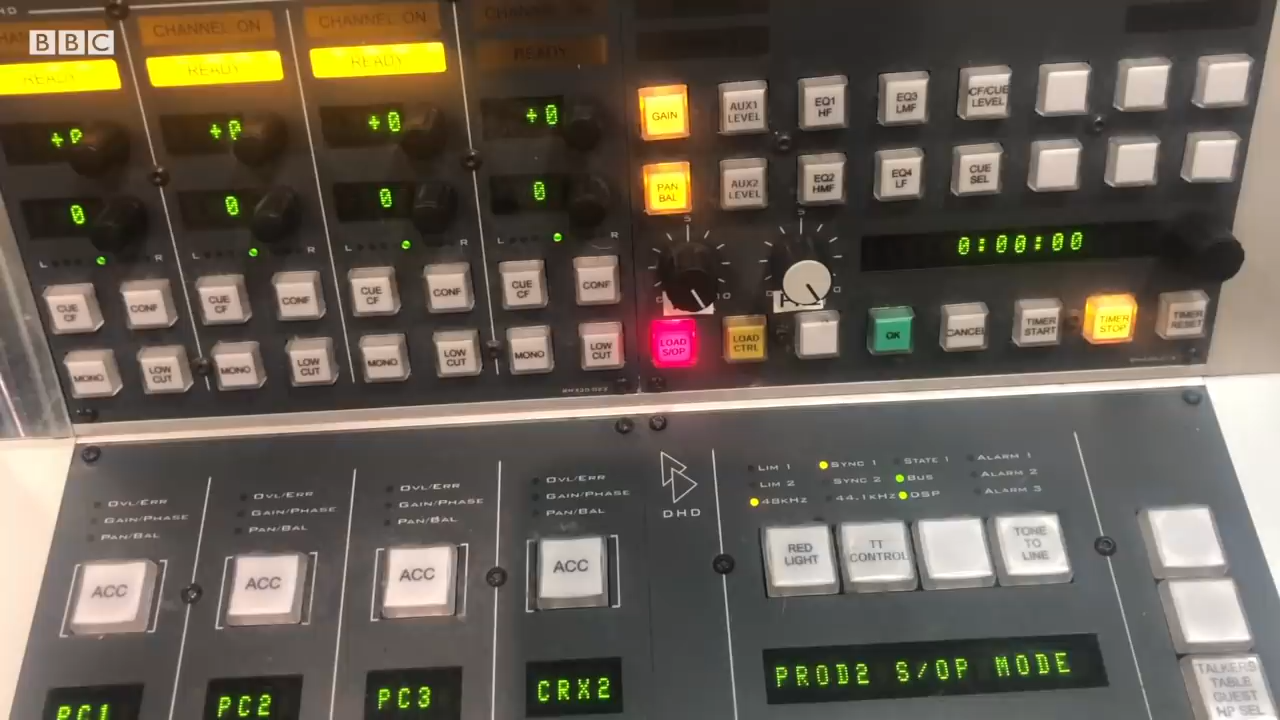 DHD
BBC
CHANNEL ON
CHANNEL ON
CHANNEL ON
READY
READY
READY
READY
+0
+0
0
0
0
0
L R
L R
L R
L R
CUE CF
CONF
CUE CF
CONF
CUE CF
CONF
CUE CF
CONF
MONO
LOW CUT
MONO
LOW CUT
MONO
LOW CUT
MONO
LOW CUT
GAIN
AUX1 LEVEL
EQ1 HF
EQ3 LMF
CF/CUE LEVEL
PAN BAL
AUX2 LEVEL
EQ2 HMF
EQ4 LF
CUE SEL
5
5
0:00:00
LOAD S/OP
LOAD CTRL
OK
CANCEL
TIMER START
TIMER STOP
TIMER RESET
OVL/ERR
GAIN/PHASE
PAN/BAL
OVL/ERR
GAIN/PHASE
PAN/BAL
OVL/ERR
GAIN/PHASE
PAN/BAL
OVL/ERR
GAIN/PHASE
PAN/BAL
ACC
ACC
ACC
ACC
PC1
PC2
PC3
CRX2
DHD
LIM 1 SYNC 1 STATE 1 ALARM 1
LIM 2 SYNC 2 BUS ALARM 2
48KHZ 44.1KHZ DSP ALARM 3
RED LIGHT
TT CONTROL
TONE TO LINE
PROD2 S/OP MODE
TALKERS
TABLE
GUEST
HP SEL